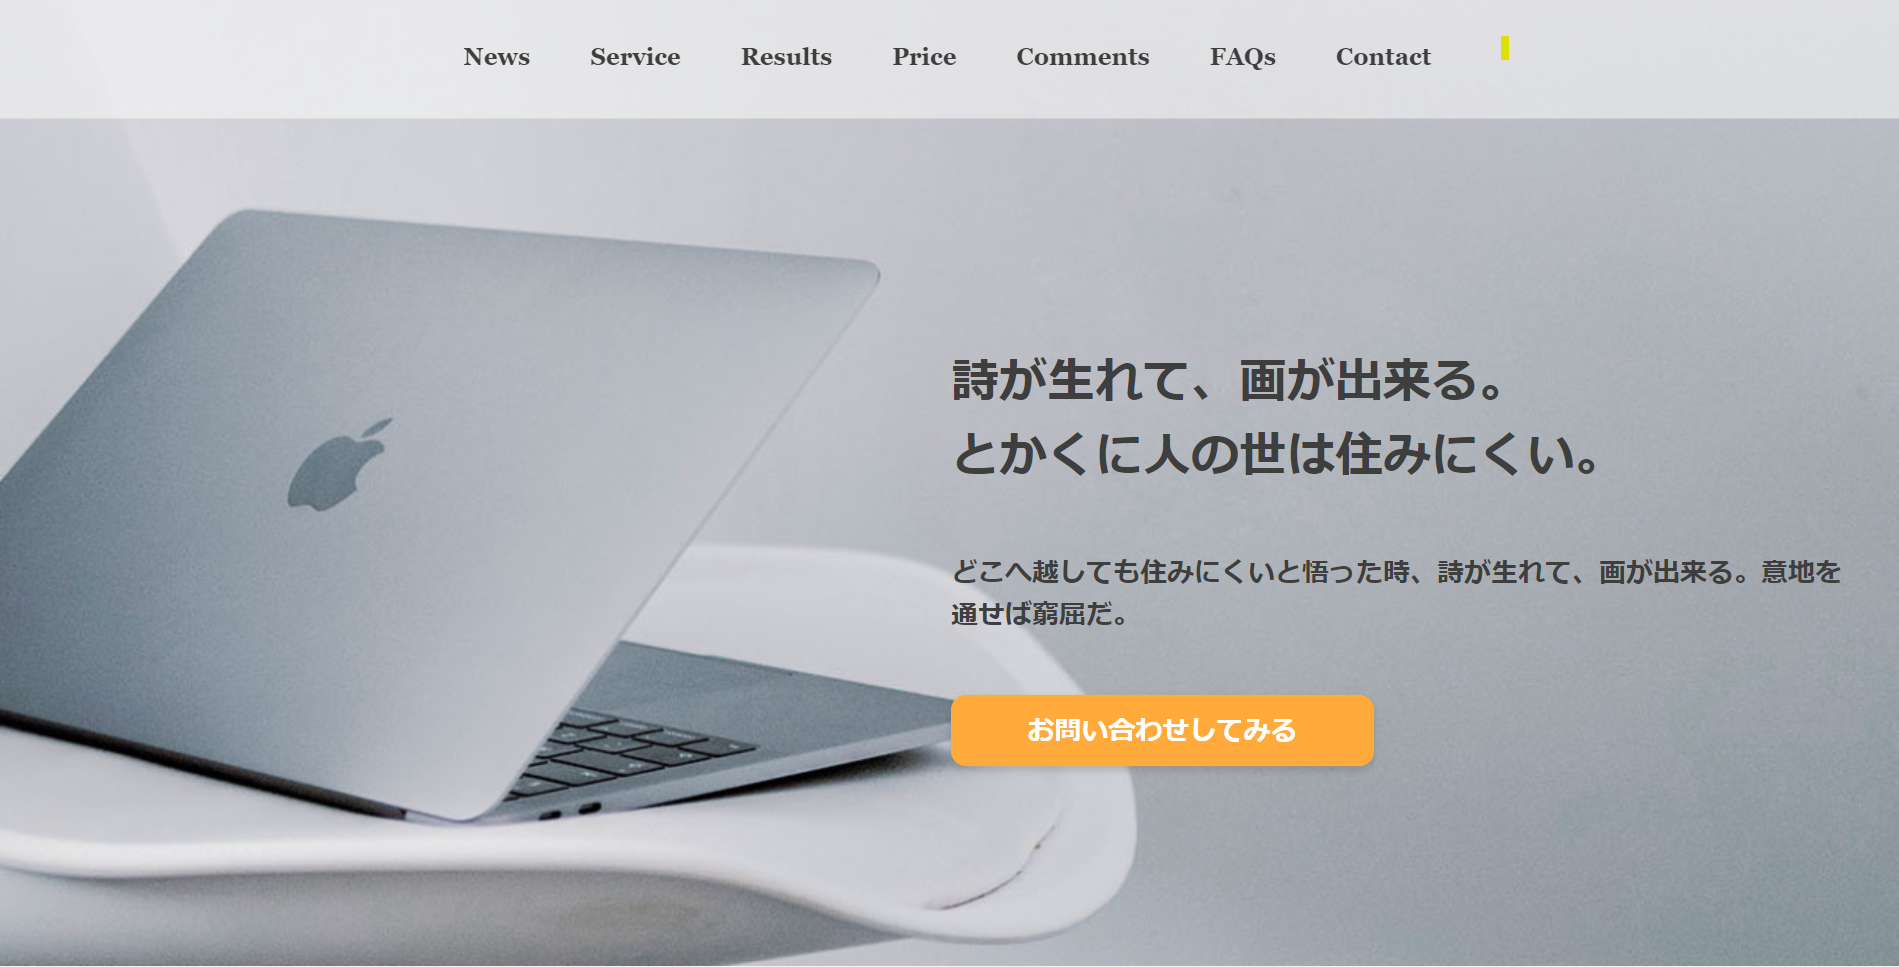 News Service Results Price Comments FAQs Contact
詩が生れて、画が出来る。
とかくに人の世は住みにくい。
どこへ越しても住みにくいと悟った時、詩が生れて、画が出来る。意地を
通せば窮屈だ。
お問い合わせしてみる